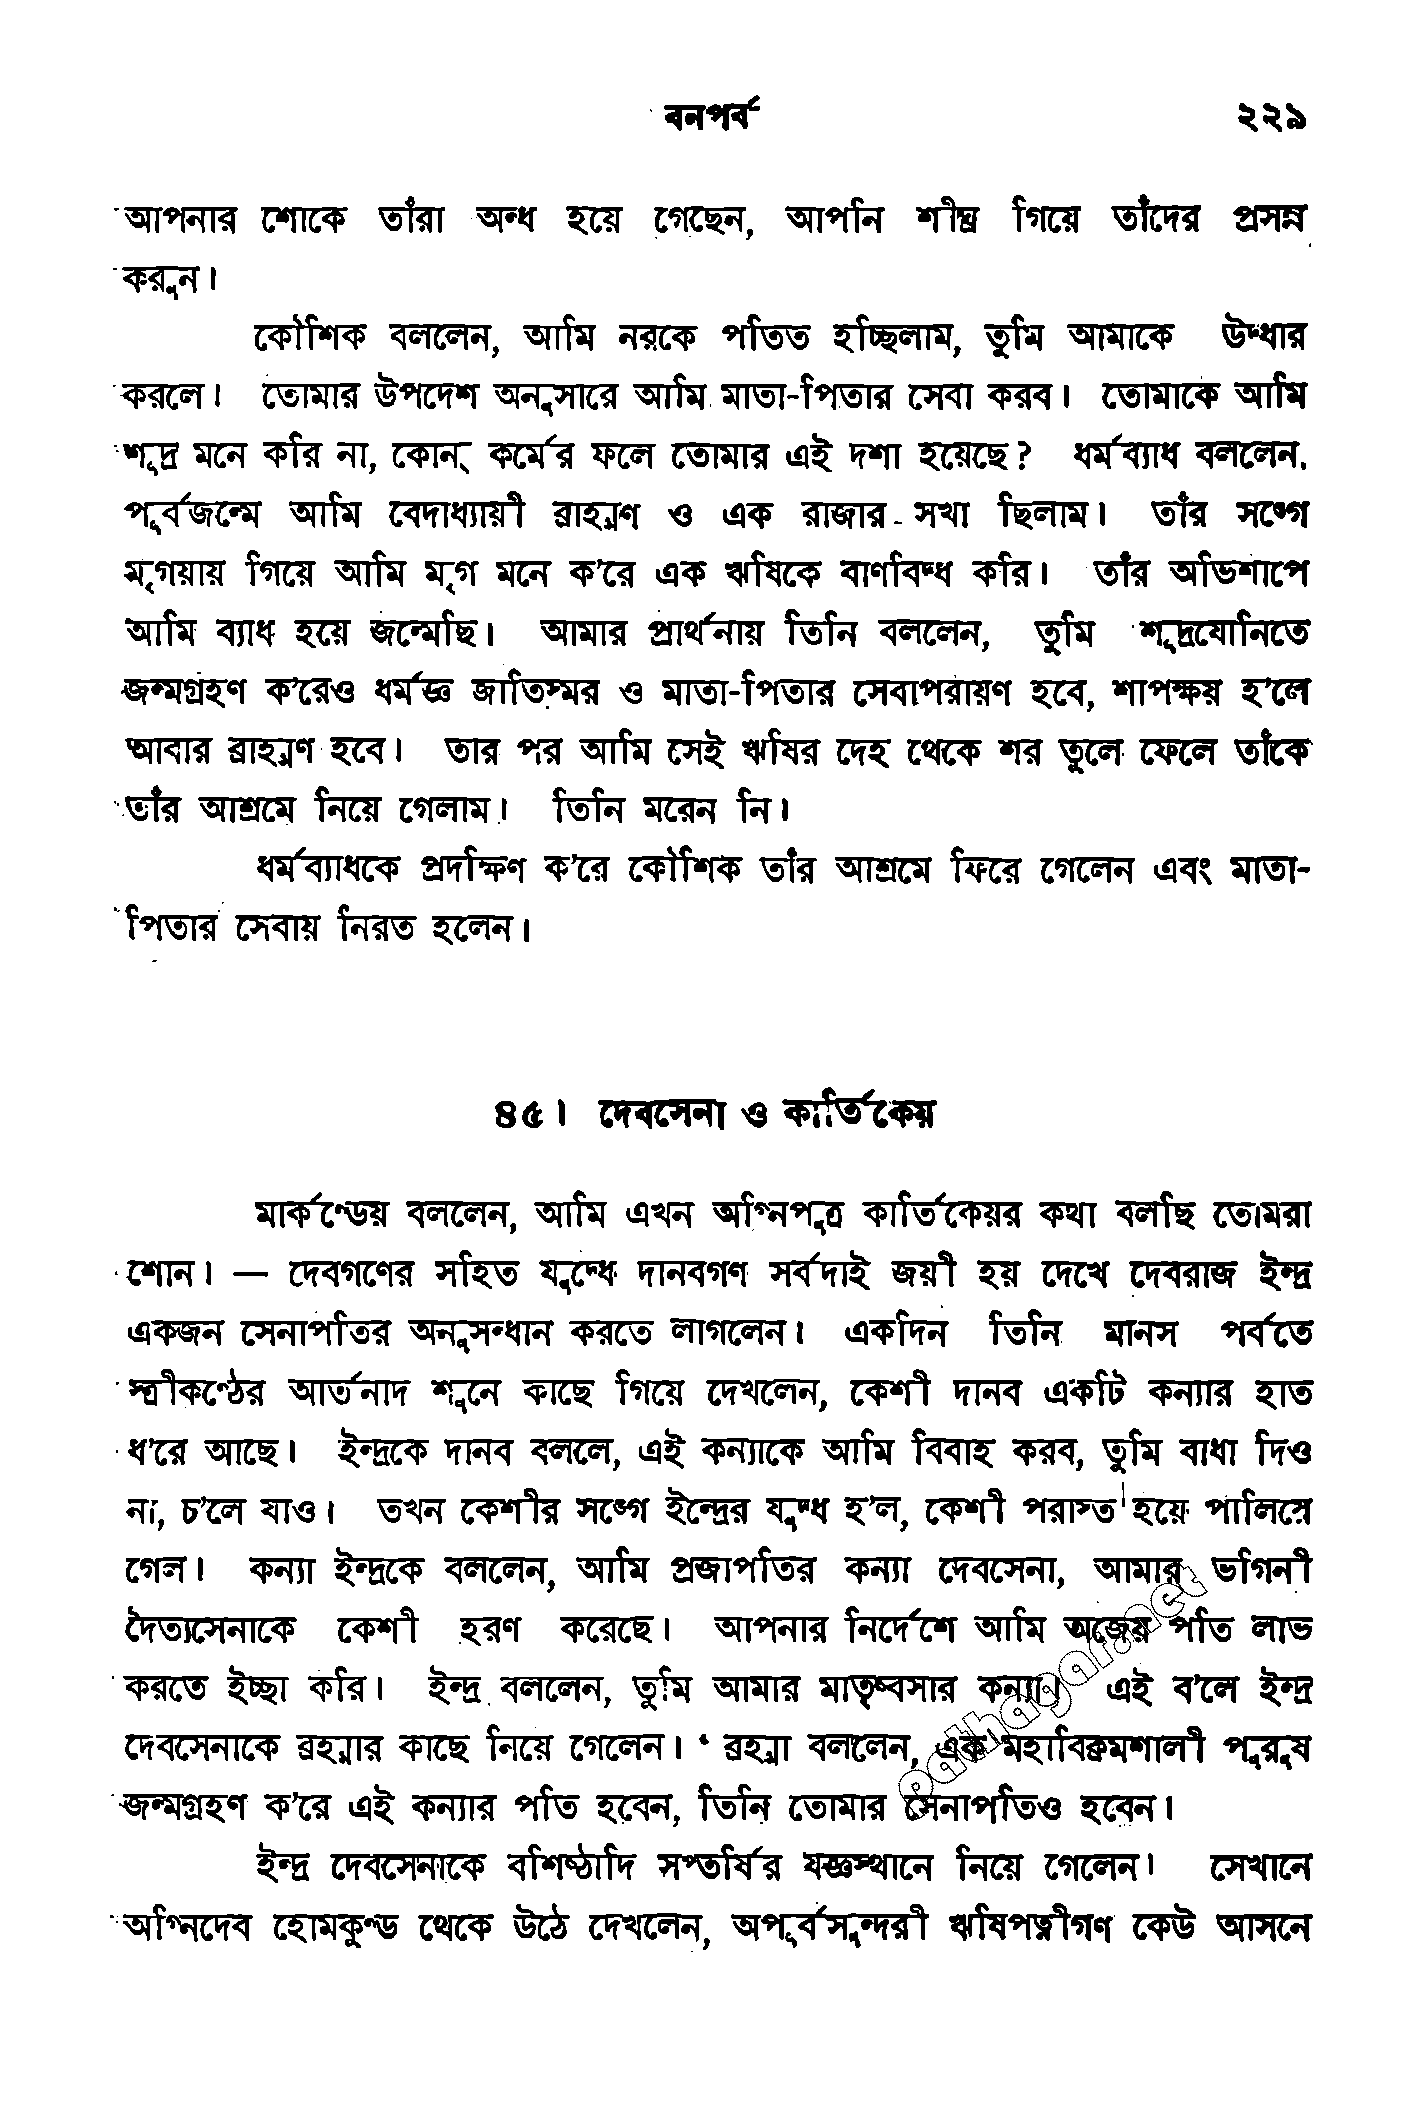 বনপর্ব ২২৯
আপনার শোকে তাঁরা অন্ধ হয়ে গেছেন, আপনি শীঘ্র গিয়ে তাঁদের প্রসন্ন
করুন।
কৌশিক বললেন, আমি নরকে পতিত হচ্ছিলাম, তুমি আমাকে উদ্ধার
করলে। তোমার উপদেশ অনুসারে আমি মাতা-পিতার সেবা করব। তোমাকে আমি
শূদ্র মনে করি না, কোন্ কর্মের ফলে তোমার এই দশা হয়েছে? ধর্মব্যাধ বললেন,
পূর্বজন্মে আমি বেদাধ্যায়ী ব্রাহ্মণ ও এক রাজার সখা ছিলাম। তাঁর সঙ্গে
মৃগয়ায় গিয়ে আমি মৃগ মনে ক'রে এক ঋষিকে বাণবিদ্ধ করি। তাঁর অভিশাপে
আমি ব্যাধ হয়ে জন্মেছি। আমার প্রার্থনায় তিনি বললেন, তুমি শূদ্রযোনিতে
জন্মগ্রহণ ক'রেও ধর্মজ্ঞ জাতিস্মর ও মাতা-পিতার সেবাপরায়ণ হবে, শাপক্ষয় হ'লে
আবার ব্রাহ্মণ হবে। তার পর আমি সেই ঋষির দেহ থেকে শর তুলে ফেলে তাঁকে
তাঁর আশ্রমে নিয়ে গেলাম। তিনি মরেন নি।
ধর্মব্যাধকে প্রদক্ষিণ ক'রে কৌশিক তাঁর আশ্রমে ফিরে গেলেন এবং মাতা-
পিতার সেবায় নিরত হলেন।
৪৫। দেবসেনা ও কার্তিকেয়
মার্কণ্ডেয় বললেন, আমি এখন অগ্নিপুত্র কার্তিকেয়র কথা বলছি তোমরা
শোন। — দেবগণের সহিত যুদ্ধে দানবগণ সর্বদাই জয়ী হয় দেখে দেবরাজ ইন্দ্র
একজন সেনাপতির অনুসন্ধান করতে লাগলেন। একদিন তিনি মানস পর্বতে
স্ত্রীকণ্ঠের আর্তনাদ শুনে কাছে গিয়ে দেখলেন, কেশী দানব একটি কন্যার হাত
ধ'রে আছে। ইন্দ্রকে দানব বললে, এই কন্যাকে আমি বিবাহ করব, তুমি বাধা দিও
না, চ'লে যাও। তখন কেশীর সঙ্গে ইন্দ্রের যুদ্ধ হ'ল, কেশী পরাস্ত হয়ে পালিয়ে
গেল। কন্যা ইন্দ্রকে বললেন, আমি প্রজাপতির কন্যা দেবসেনা, আমার ভগিনী
দৈত্যসেনাকে কেশী হরণ করেছে। আপনার নির্দেশে আমি অজেয় পতি লাভ
করতে ইচ্ছা করি। ইন্দ্র বললেন, তুমি আমার মাতৃষ্বসার কন্যা। এই ব'লে ইন্দ্র
দেবসেনাকে ব্রহ্মার কাছে নিয়ে গেলেন। ব্রহ্মা বললেন, এক মহাবিক্রমশালী পুরুষ
জন্মগ্রহণ ক'রে এই কন্যার পতি হবেন, তিনি তোমার সেনাপতিও হবেন।
ইন্দ্র দেবসেনাকে বশিষ্ঠাদি সপ্তর্ষির যজ্ঞস্থানে নিয়ে গেলেন। সেখানে
অগ্নিদেব হোমকুণ্ড থেকে উঠে দেখলেন, অপূর্বসুন্দরী ঋষিপত্নীগণ কেউ আসনে
pathagar.net